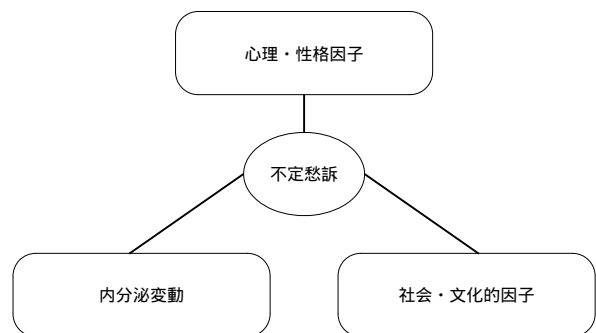 心理・性格因子
不定愁訴
内分泌変動
社会・文化的因子